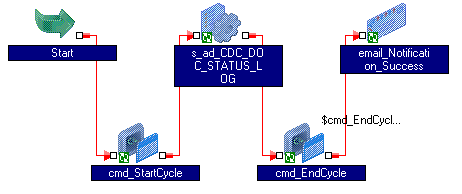 Start
s_ad_CDC_DO
C_STATUS_L
OG
email_Notificati
on_Success
$cmd_EndCycl...
cmd_StartCycle
cmd_EndCycle